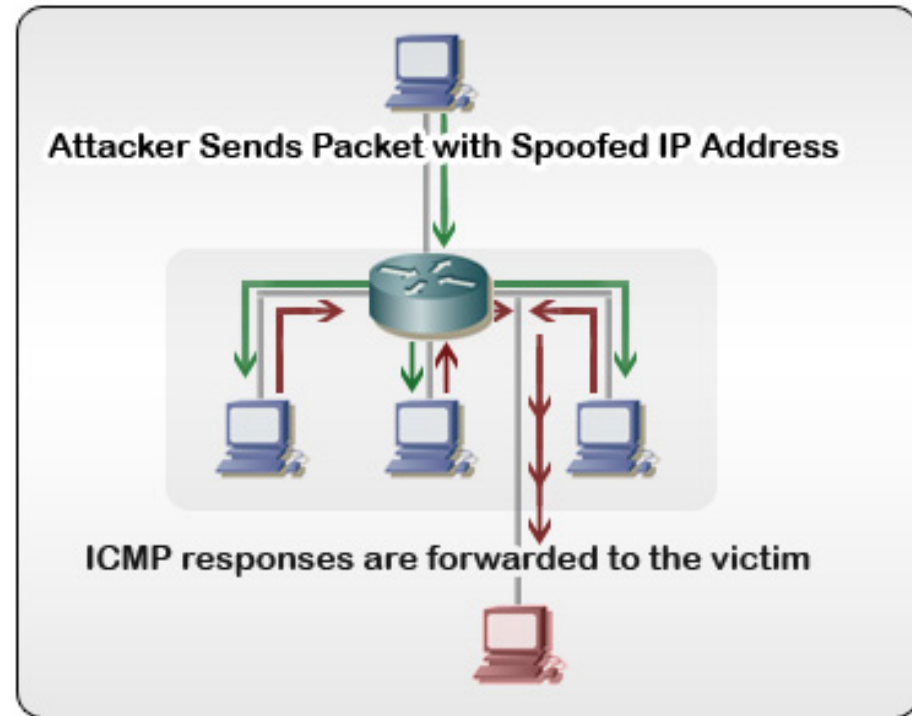 Attacker Sends Packet with Spoofed IP Address
ICMP responses are forwarded to the victim